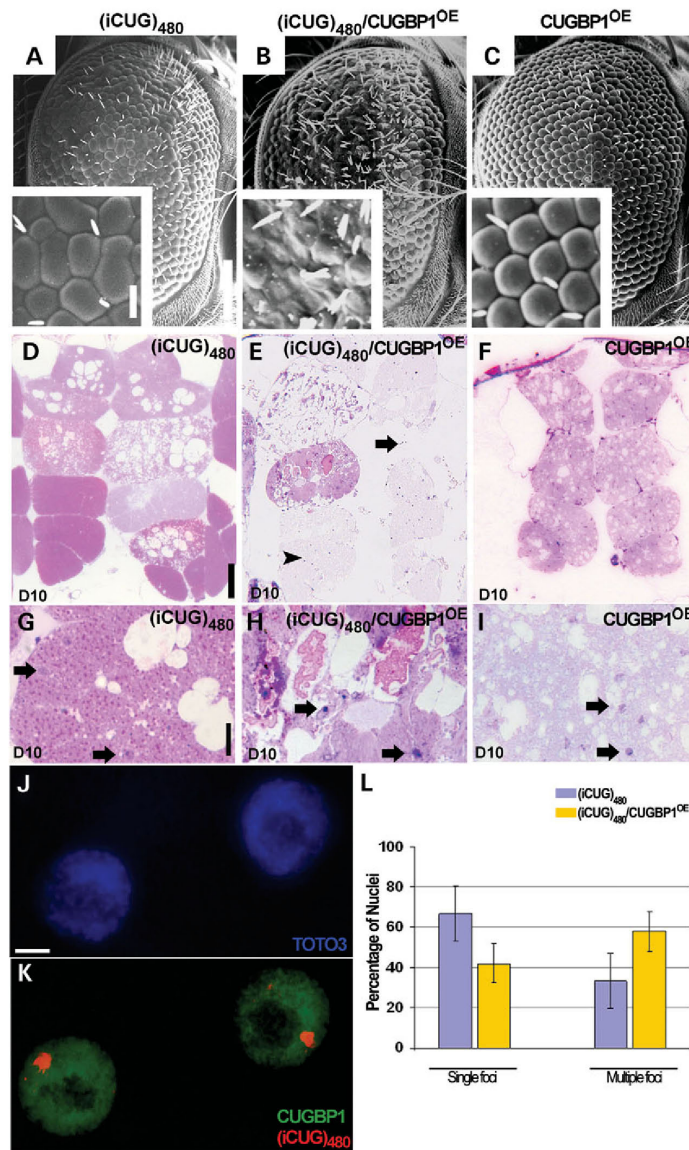 (iCUG)480
(iCUG)480/CUGBP1OE
CUGBP1OE
A
B
C
D
(iCUG)480
D10
E
(iCUG)480/CUGBP1OE
D10
F
CUGBP1OE
D10
G
(iCUG)480
D10
H
(iCUG)480/CUGBP1OE
D10
I
CUGBP1OE
D10
J
TOTO3
K
CUGBP1
(iCUG)480
L
(iCUG)480
(iCUG)480/CUGBP1OE
Percentage of Nuclei
100
80
60
40
20
0
Single foci
Multiple foci